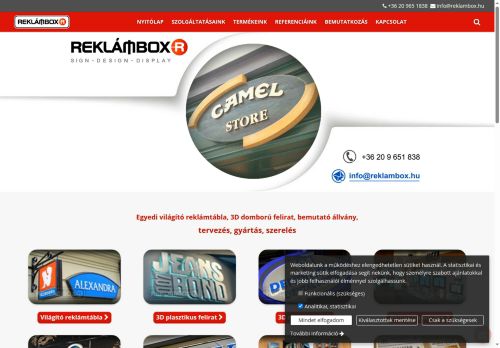 +36 20 965 1838 info@reklambox.hu
REKLÁMBOX R
NYITÓLAP SZOLGÁLTATÁSAINK TERMÉKEINK REFERENCIÁINK BEMUTATKOZÁS KAPCSOLAT
REKLÁMBOX R
SIGN - DESIGN - DISPLAY
CAMEL
STORE
+36 20 9 651 838
info@reklambox.hu
Egyedi világító reklámtábla, 3D domború felirat, bemutató állvány,
tervezés, gyártás, szerelés
ALEXANDRA
JEANS
BOND
DE
Világító reklámtábla
3D plasztikus felirat
3D
Weboldalunk a működéshez elengedhetetlen sütiket használ. A statisztikai és
marketing sütik elfogadása segít nekünk, hogy személyre szabott ajánlatokkal
és jobb felhasználói élménnyel szolgálhassunk.
Funkcionális (szükséges)
Analitikai, statisztikai
Mindet elfogadom
Kiválasztottak mentése
Csak a szükségesek
További információ